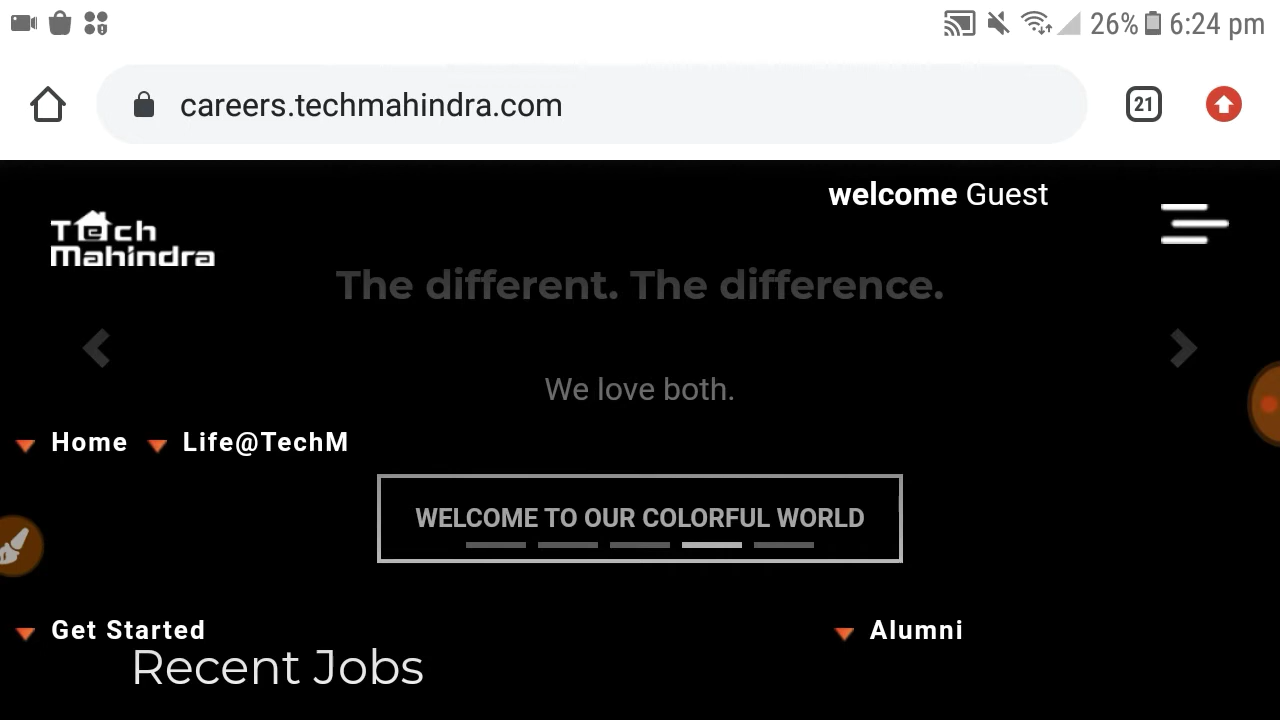 26% 6:24 pm
careers.techmahindra.com
21
welcome Guest
Tech
Mahindra
The different. The difference.
We love both.
Home Life@TechM
WELCOME TO OUR COLORFUL WORLD
Get Started Alumni
Recent Jobs